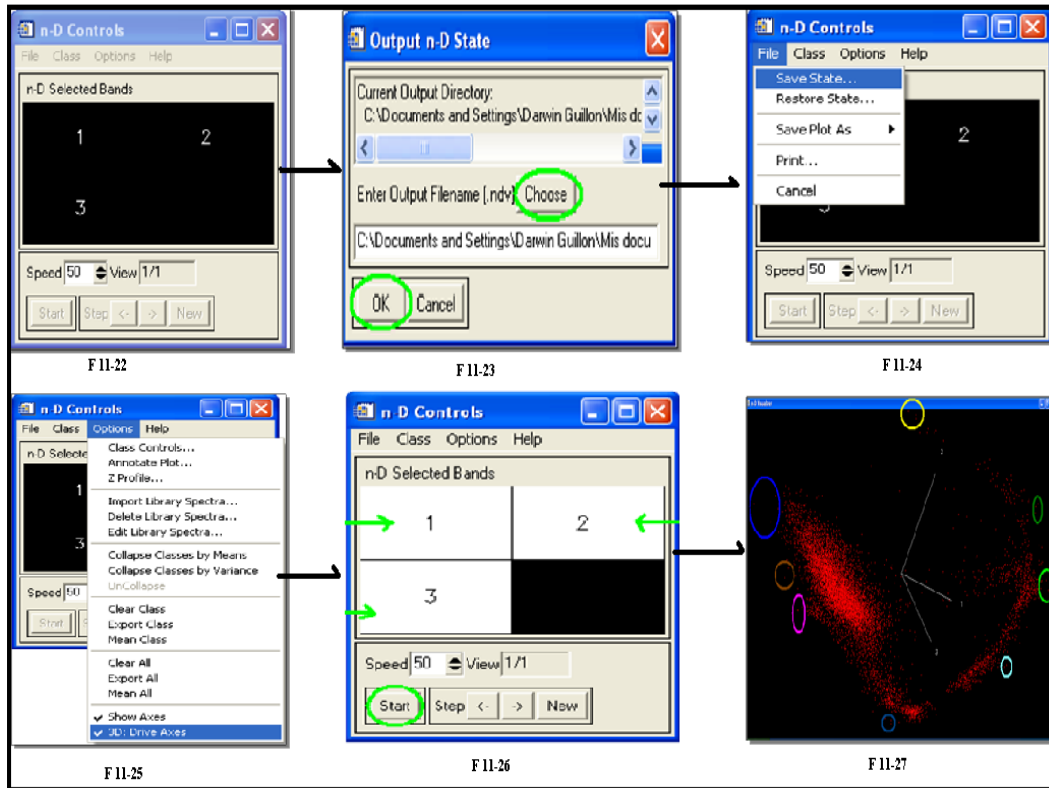 n-D Controls
File Class Options Help
n-D Selected Bands
1 2
3
Speed 50 View 1/1
Start Step <- -> New
F 11-22
Output n-D State
Current Output Directory:
C:\Documents and Settings\Darwin Guillon\Mis dc
Enter Output Filename [.ndv] Choose
C:\Documents and Settings\Darwin Guillon\Mis docu
OK Cancel
F 11-23
n-D Controls
File Class Options Help
Save State...
Restore State...
Save Plot As
Print...
Cancel
2
Speed 50 View 1/1
Start Step <- -> New
F 11-24
n-D Controls
File Class Options Help
n-D Selecte
1
3
Speed 50
Start
Class Controls...
Annotate Plot...
Z Profile...
Import Library Spectra...
Delete Library Spectra...
Edit Library Spectra...
Collapse Classes by Means
Collapse Classes by Variance
UnCollapse
Clear Class
Export Class
Mean Class
Clear All
Export All
Mean All
Show Axes
3D: Drive Axes
F 11-25
n-D Controls
File Class Options Help
n-D Selected Bands
1 2
3
Speed 50 View 1/1
Start Step <- -> New
F 11-26
F 11-27